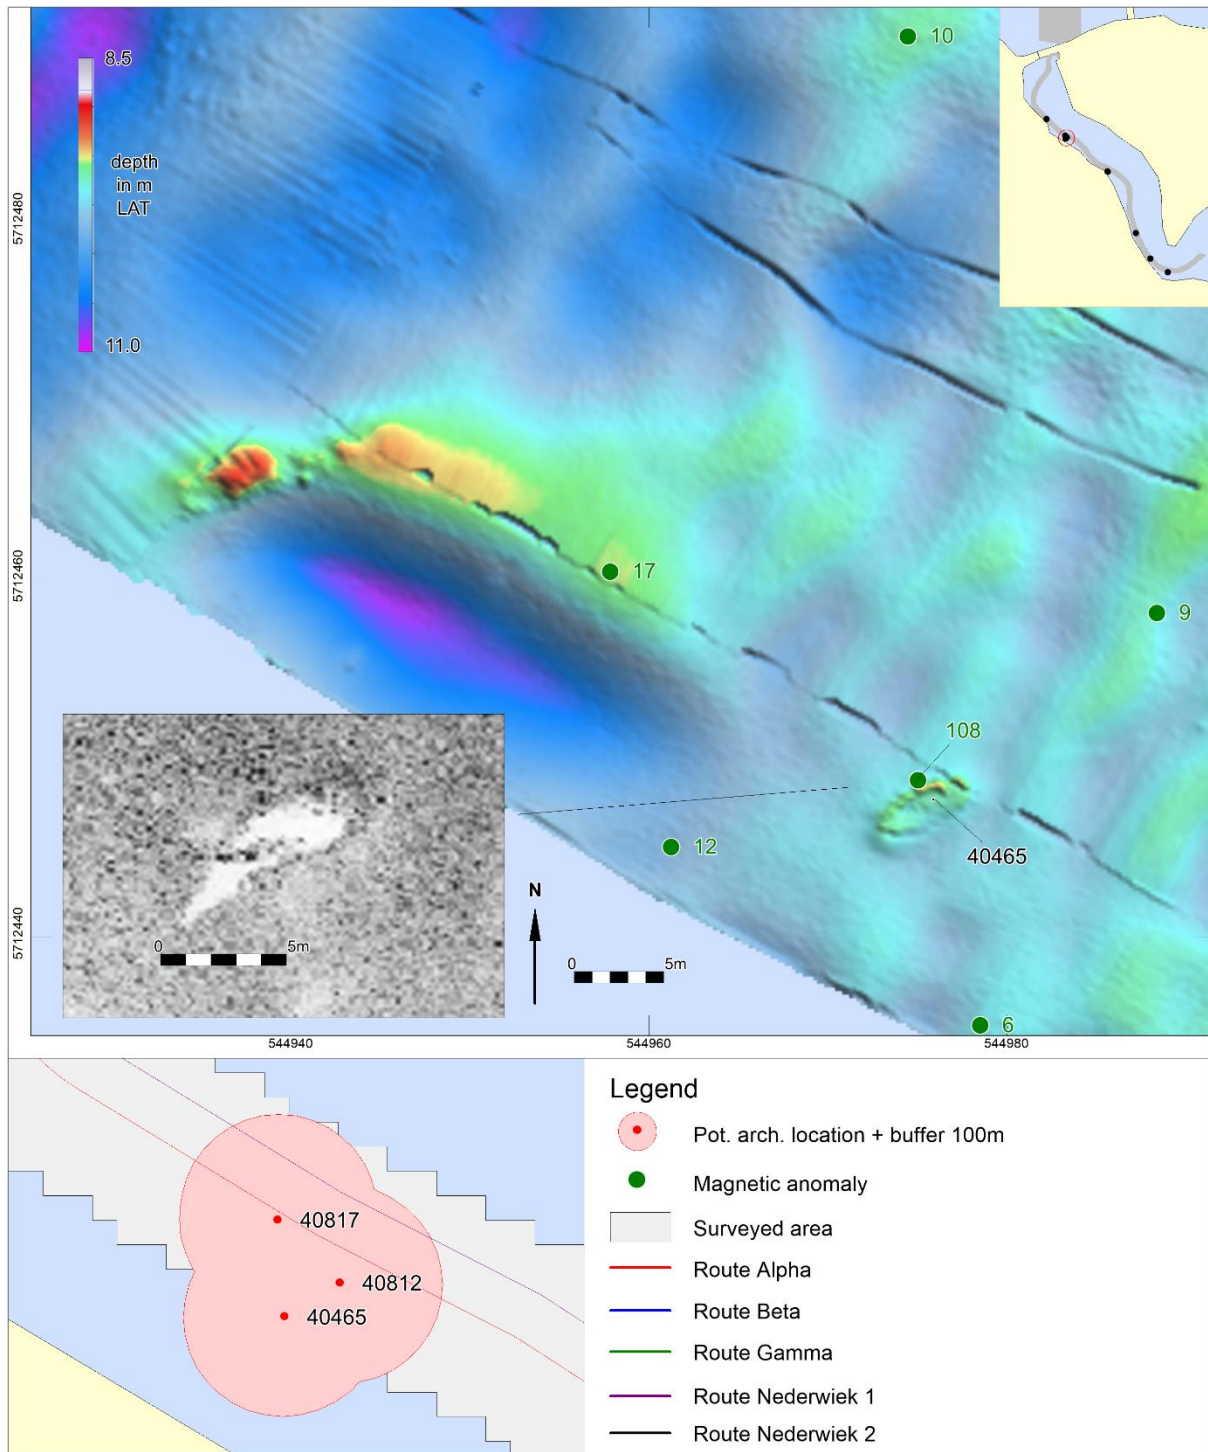 10
8.5
depth
in m
LAT
11.0
5712480
5712460
5712440
17
9
108
40465
12
6
N
0 5m
0 5m
544940 544960 544980
40817
40812
40465
Legend
Pot. arch. location + buffer 100m
Magnetic anomaly
Surveyed area
Route Alpha
Route Beta
Route Gamma
Route Nederwiek 1
Route Nederwiek 2